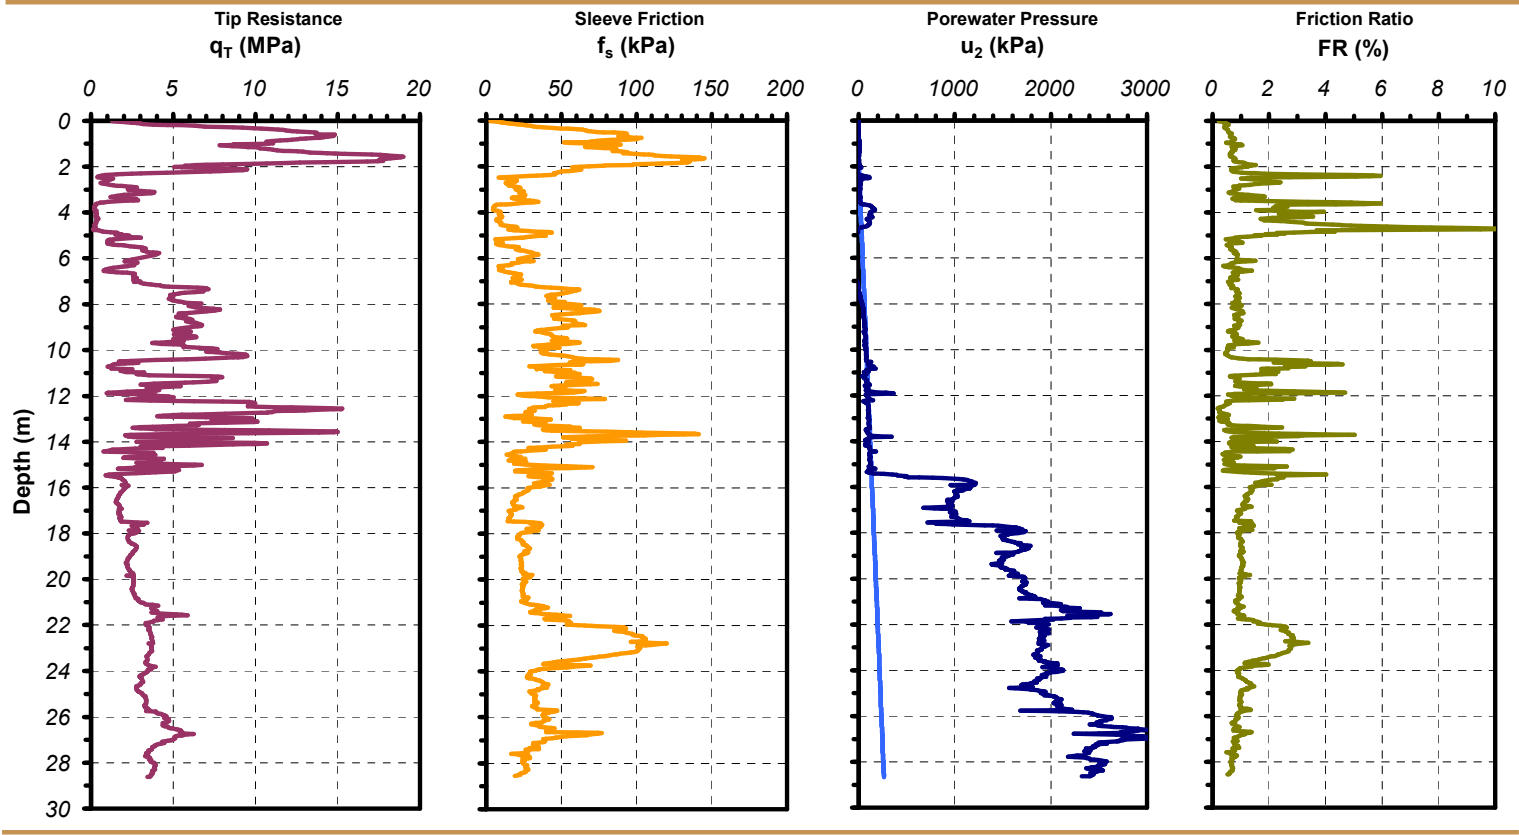 Tip Resistance
q_T (MPa)
0 5 10 15 20
Sleeve Friction
f_s (kPa)
0 50 100 150 200
Porewater Pressure
u_2 (kPa)
0 1000 2000 3000
Friction Ratio
FR (%)
0 2 4 6 8 10
Depth (m)
0
2
4
6
8
10
12
14
16
18
20
22
24
26
28
30